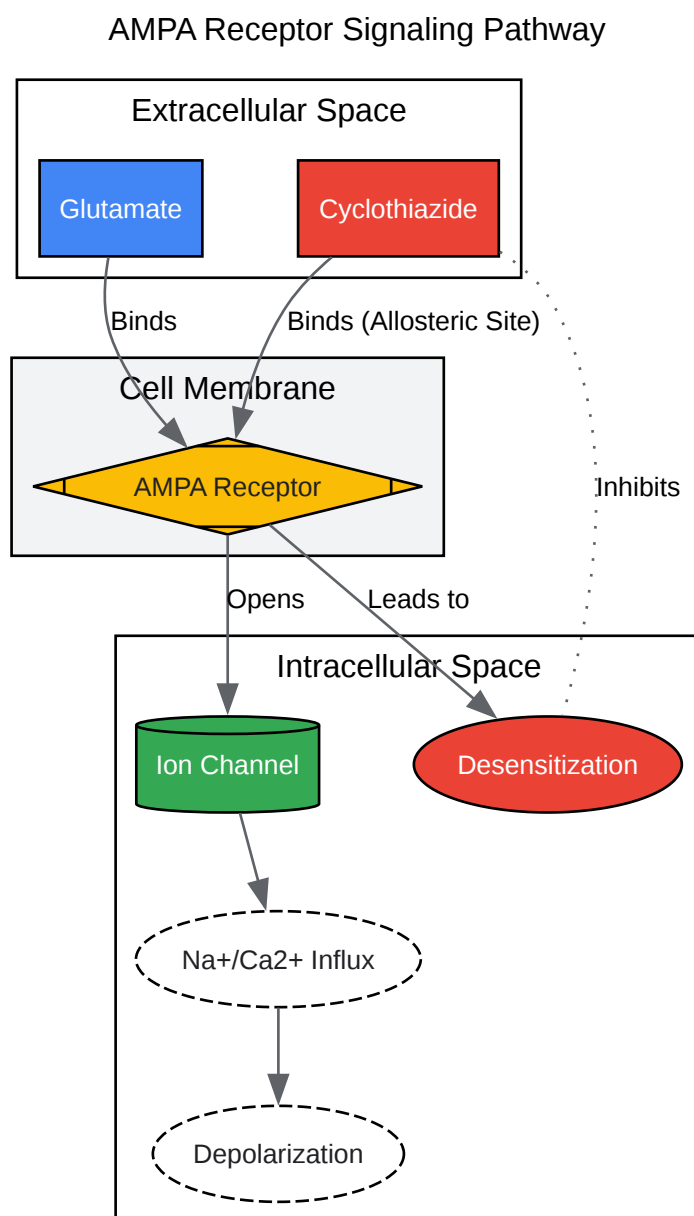 AMPA Receptor Signaling Pathway
Extracellular Space
Glutamate
Cyclothiazide
Binds
Binds (Allosteric Site)
Cell Membrane
AMPA Receptor
Inhibits
Opens
Leads to
Intracellular Space
Ion Channel
Desensitization
Na+/Ca2+ Influx
Depolarization